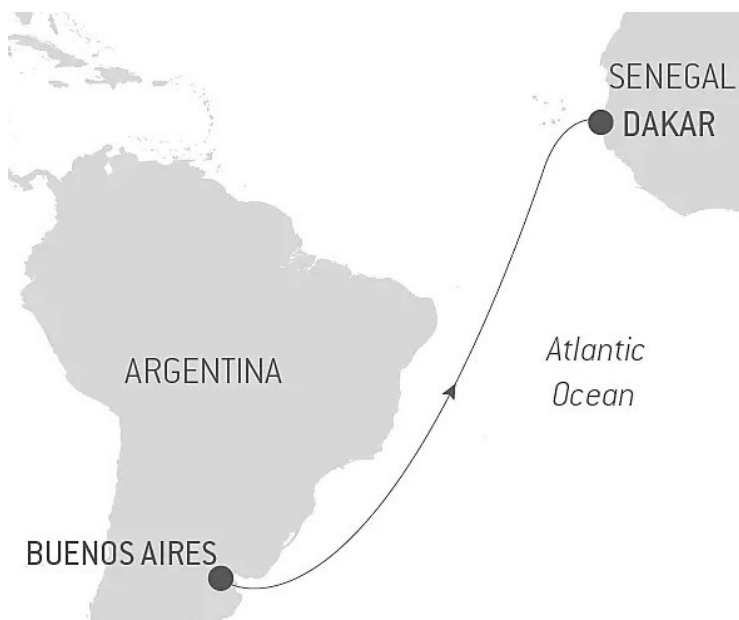 SENEGAL
DAKAR
Atlantic
Ocean
ARGENTINA
BUENOS AIRES